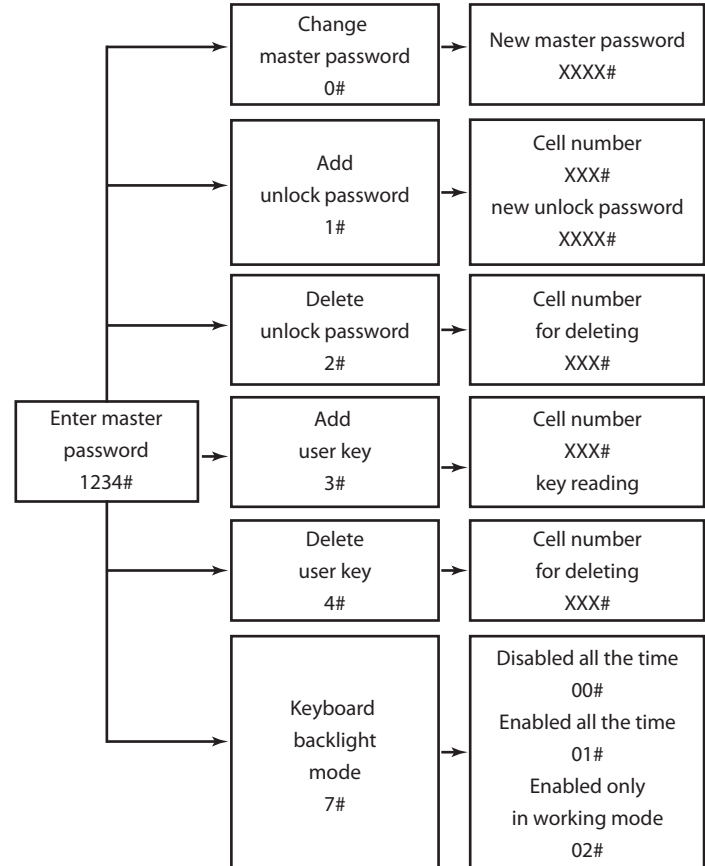 Change
master password
0#
New master password
XXXX#
Add
unlock password
1#
Cell number
XXX#
new unlock password
XXXX#
Delete
unlock password
2#
Cell number
for deleting
XXX#
Enter master
password
1234#
Add
user key
3#
Cell number
XXX#
key reading
Delete
user key
4#
Cell number
for deleting
XXX#
Keyboard
backlight
mode
7#
Disabled all the time
00#
Enabled all the time
01#
Enabled only
in working mode
02#